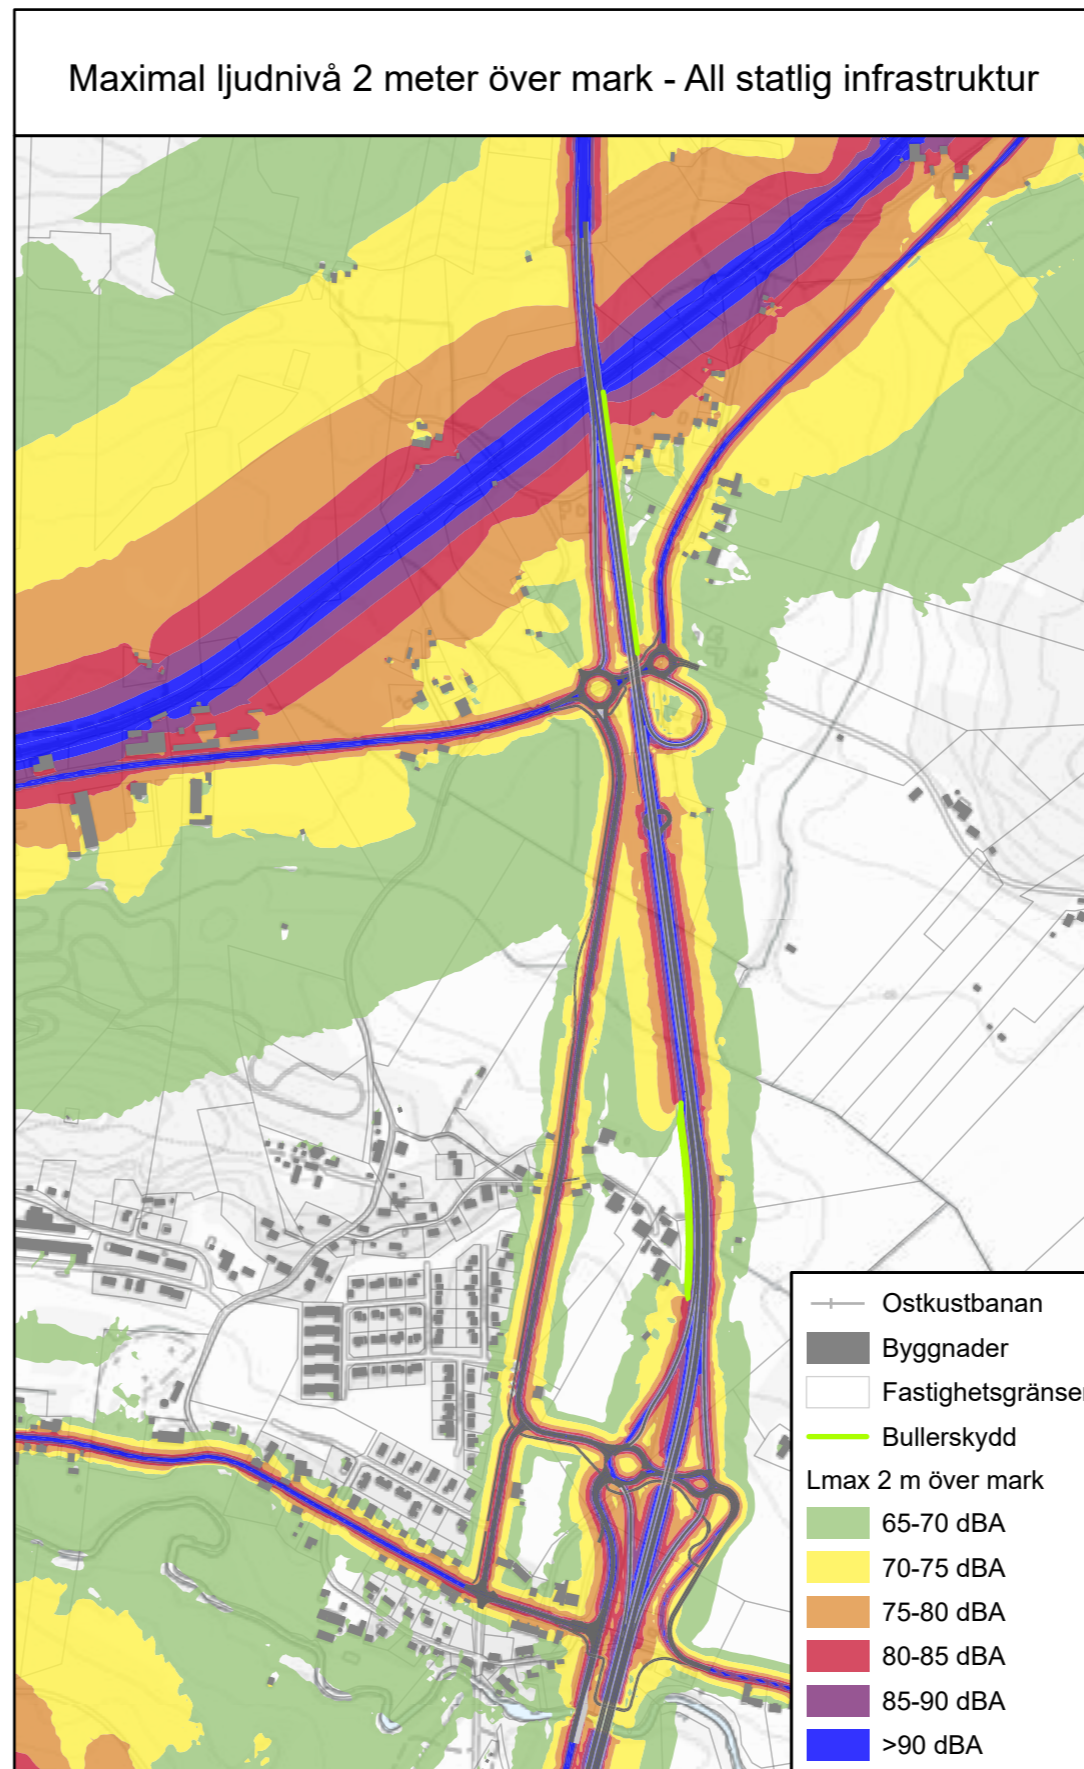 Maximal ljudnivå 2 meter över mark - All statlig infrastruktur
Ostkustbanan
Byggnader
Fastighetsgränser
Bullerskydd
Lmax 2 m över mark
65-70 dBA
70-75 dBA
75-80 dBA
80-85 dBA
85-90 dBA
>90 dBA